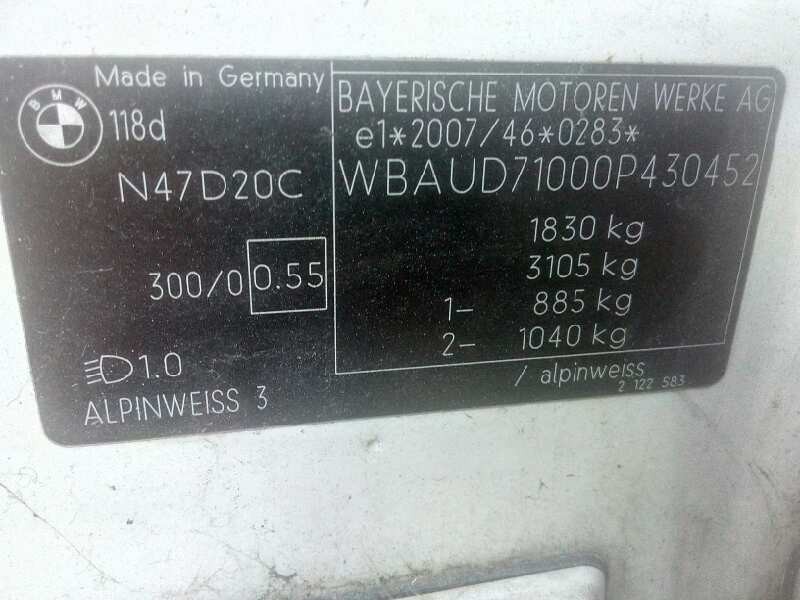 Made in Germany
BMW
118d
N47D20C
300/0 0.55
1.0
ALPINWEISS 3
BAYERISCHE MOTOREN WERKE AG
e1*2007/46*0283*
WBAUD71000P430452
1830 kg
3105 kg
1- 885 kg
2- 1040 kg
/ alpinweiss
2 122 583